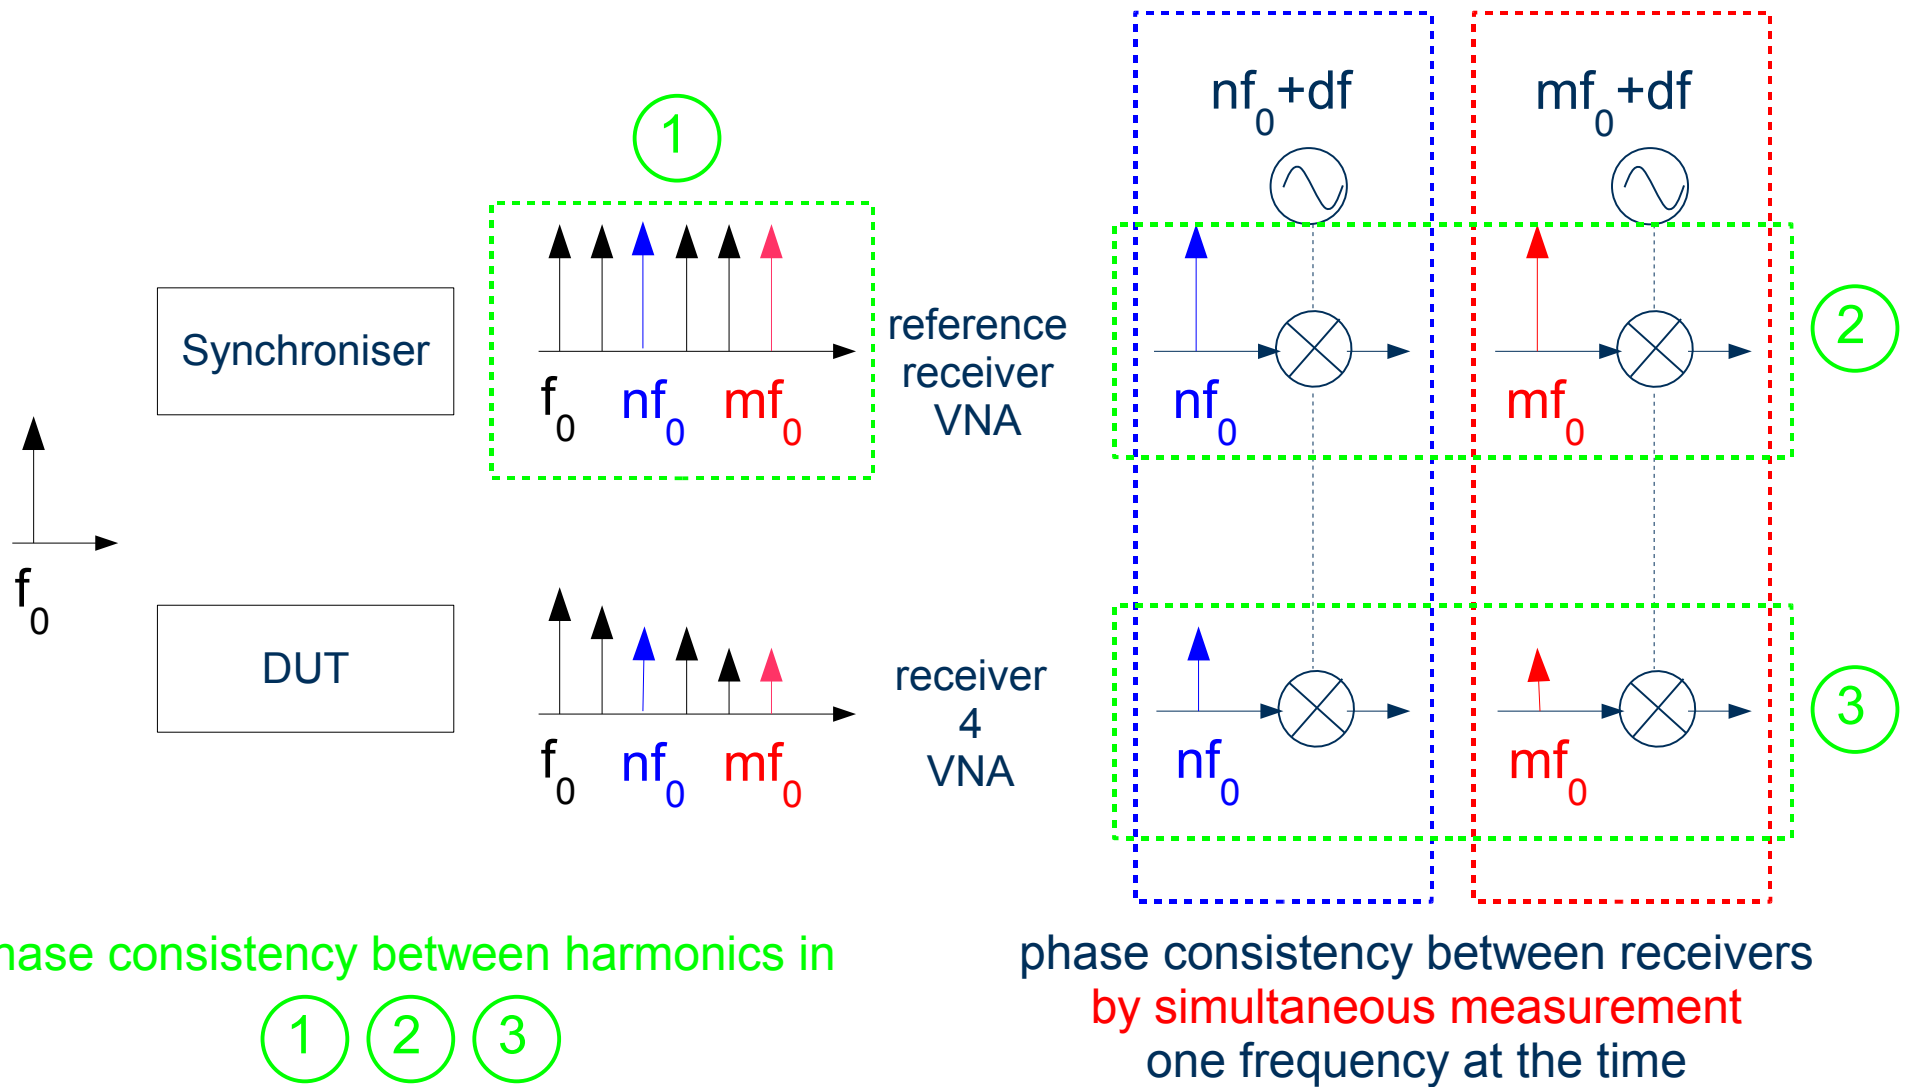 nf0+df
mf0+df
1
Synchroniser
f0
nf0
mf0
reference
receiver
VNA
nf0
mf0
2
f0
DUT
f0
nf0
mf0
receiver
4
VNA
nf0
mf0
3
hase consistency between harmonics in
1 2 3
phase consistency between receivers
by simultaneous measurement
one frequency at the time